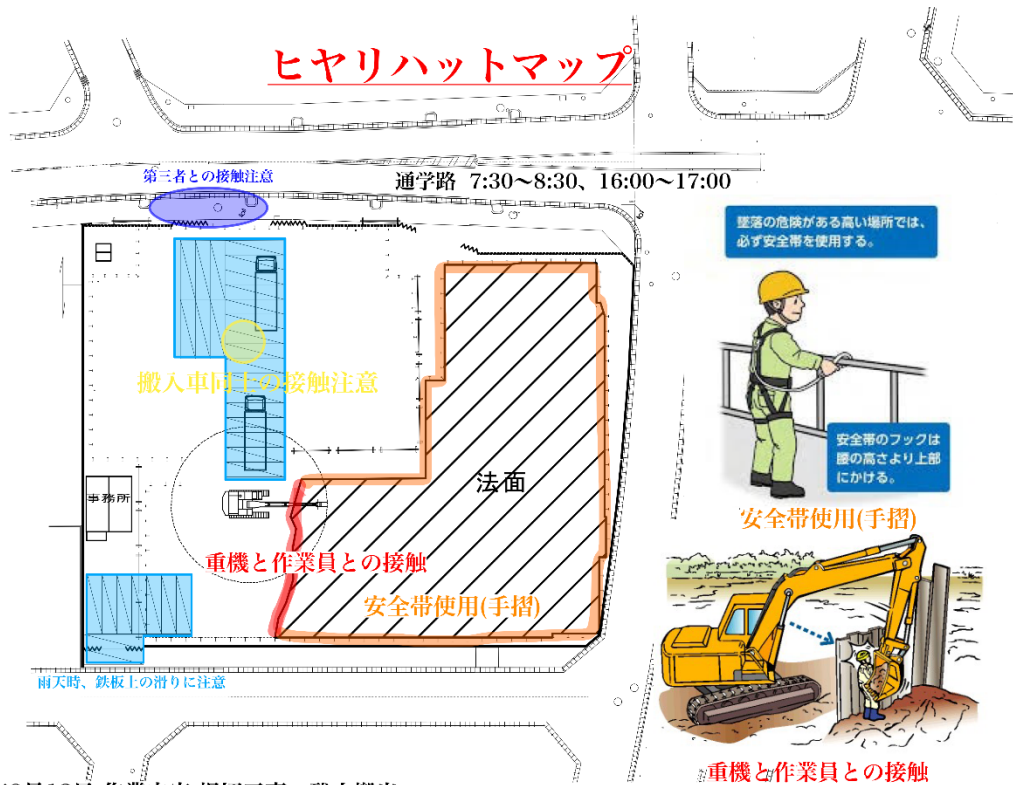 ヒヤリハットマップ
第三者との接触注意
通学路 7:30～8:30、16:00～17:00
墜落の危険がある高い場所では、
必ず安全帯を使用する。
搬入車同士の接触注意
安全帯のフックは
腰の高さより上部
にかける。
法面
事務所
安全帯使用(手摺)
重機と作業員との接触
安全帯使用(手摺)
雨天時、鉄板上の滑りに注意
重機と作業員との接触